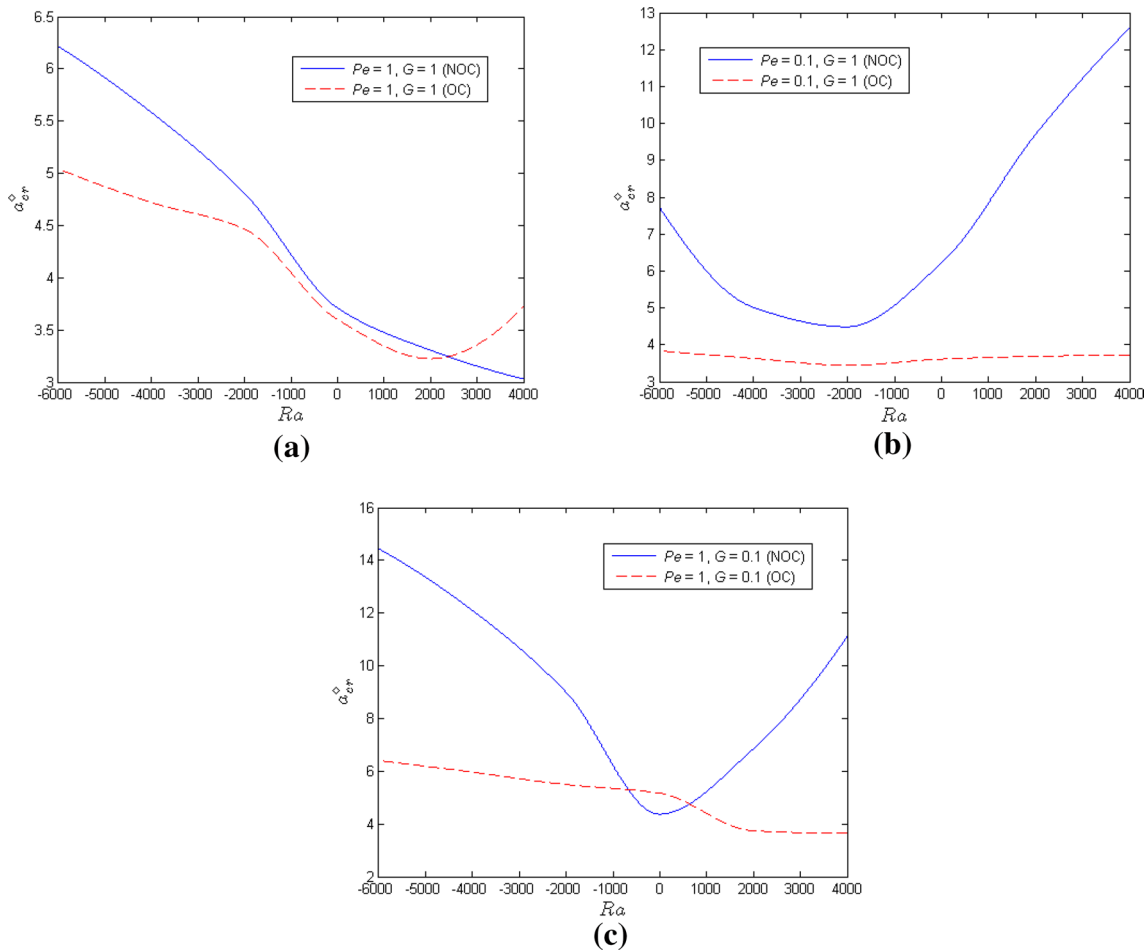 6.5
6
5.5
5
4.5
4
3.5
3
-6000 -5000 -4000 -3000 -2000 -1000 0 1000 2000 3000 4000
Pe = 1, G = 1 (NOC)
Pe = 1, G = 1 (OC)
a◇cr
Ra
(a)
13
12
11
10
9
8
7
6
5
4
3
-6000 -5000 -4000 -3000 -2000 -1000 0 1000 2000 3000 4000
Pe = 0.1, G = 1 (NOC)
Pe = 0.1, G = 1 (OC)
a◇cr
Ra
(b)
16
14
12
10
8
6
4
2
-6000 -5000 -4000 -3000 -2000 -1000 0 1000 2000 3000 4000
Pe = 1, G = 0.1 (NOC)
Pe = 1, G = 0.1 (OC)
a◇cr
Ra
(c)